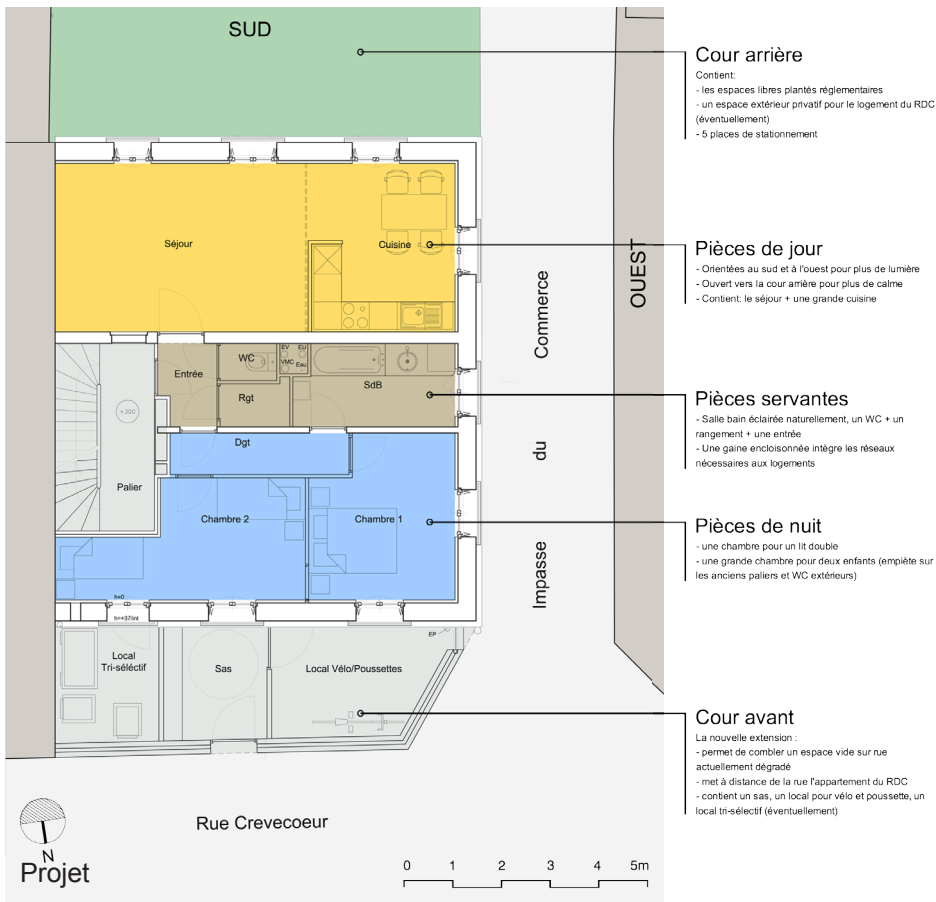 SUD
Cour arrière
Contient:
- les espaces libres plantés réglementaires
- un espace extérieur privatif pour le logement du RDC
(éventuellement)
- 5 places de stationnement
Séjour
Cuisine
OUEST
Pièces de jour
- Orientées au sud et à l'ouest pour plus de lumière
- Ouvert vers la cour arrière pour plus de calme
- Contient: le séjour + une grande cuisine
Impasse du Commerce
Entrée
WC
EV
EU
VMC
Eau
Rgt
SdB
Pièces servantes
- Salle bain éclairée naturellement, un WC + un
rangement + une entrée
- Une gaine encloisonnée intègre les réseaux
nécessaires aux logements
+300
Palier
Dgt
Chambre 2
Chambre 1
Pièces de nuit
- une chambre pour un lit double
- une grande chambre pour deux enfants (empiète sur
les anciens paliers et WC extérieurs)
h=0
h=+37/int
EP
Local
Tri-séléctif
Sas
Local Vélo/Poussettes
Cour avant
La nouvelle extension :
- permet de combler un espace vide sur rue
actuellement dégradé
- met à distance de la rue l'appartement du RDC
- contient un sas, un local pour vélo et poussette, un
local tri-sélectif (éventuellement)
Rue Crevecoeur
N
Projet
0 1 2 3 4 5m